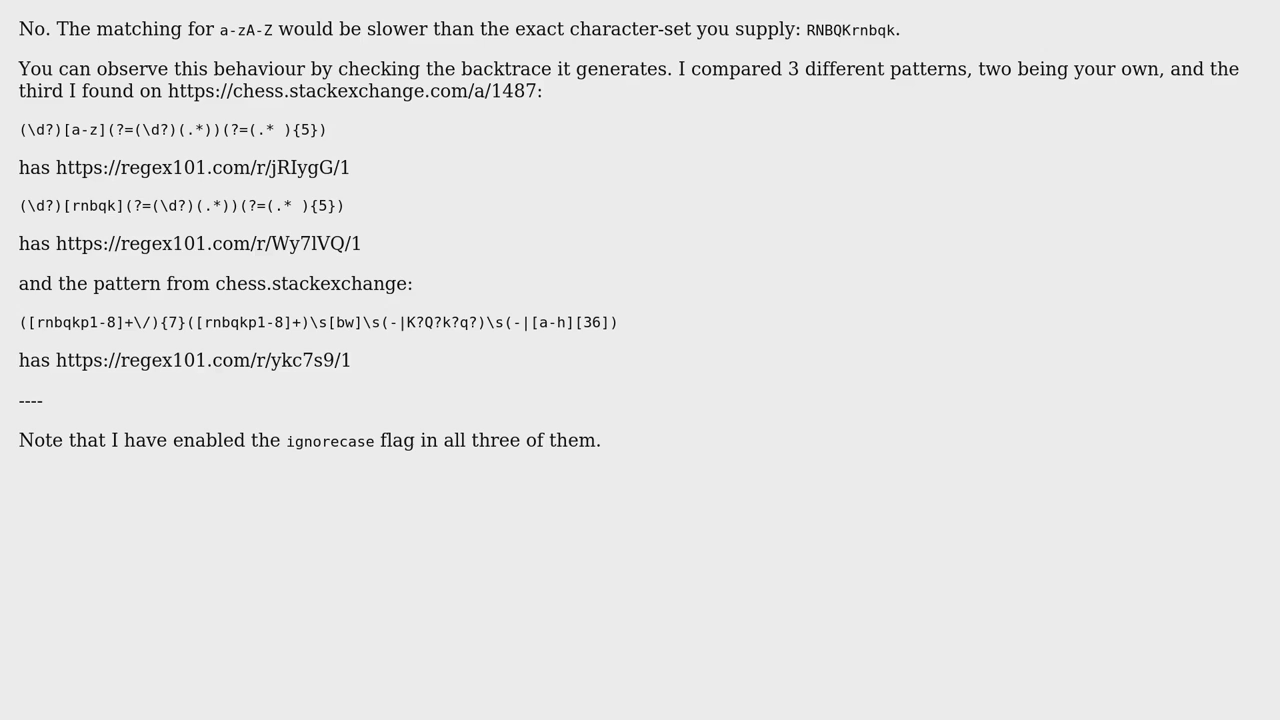 No. The matching for a-zA-Z would be slower than the exact character-set you supply: RNBQKrnbqk.
You can observe this behaviour by checking the backtrace it generates. I compared 3 different patterns, two being your own, and the
third I found on https://chess.stackexchange.com/a/1487:
(\d?)[a-z](?=(\d?)(.*))(?=(.* ){5})
has https://regex101.com/r/jRIygG/1
(\d?)[rnbqk](?=(\d?)(.*))(?=(.* ){5})
has https://regex101.com/r/Wy7lVQ/1
and the pattern from chess.stackexchange:
([rnbqkp1-8]+\/){7}([rnbqkp1-8]+)\s[bw]\s(-|K?Q?k?q?)\s(-|[a-h][36])
has https://regex101.com/r/ykc7s9/1
----
Note that I have enabled the ignorecase flag in all three of them.